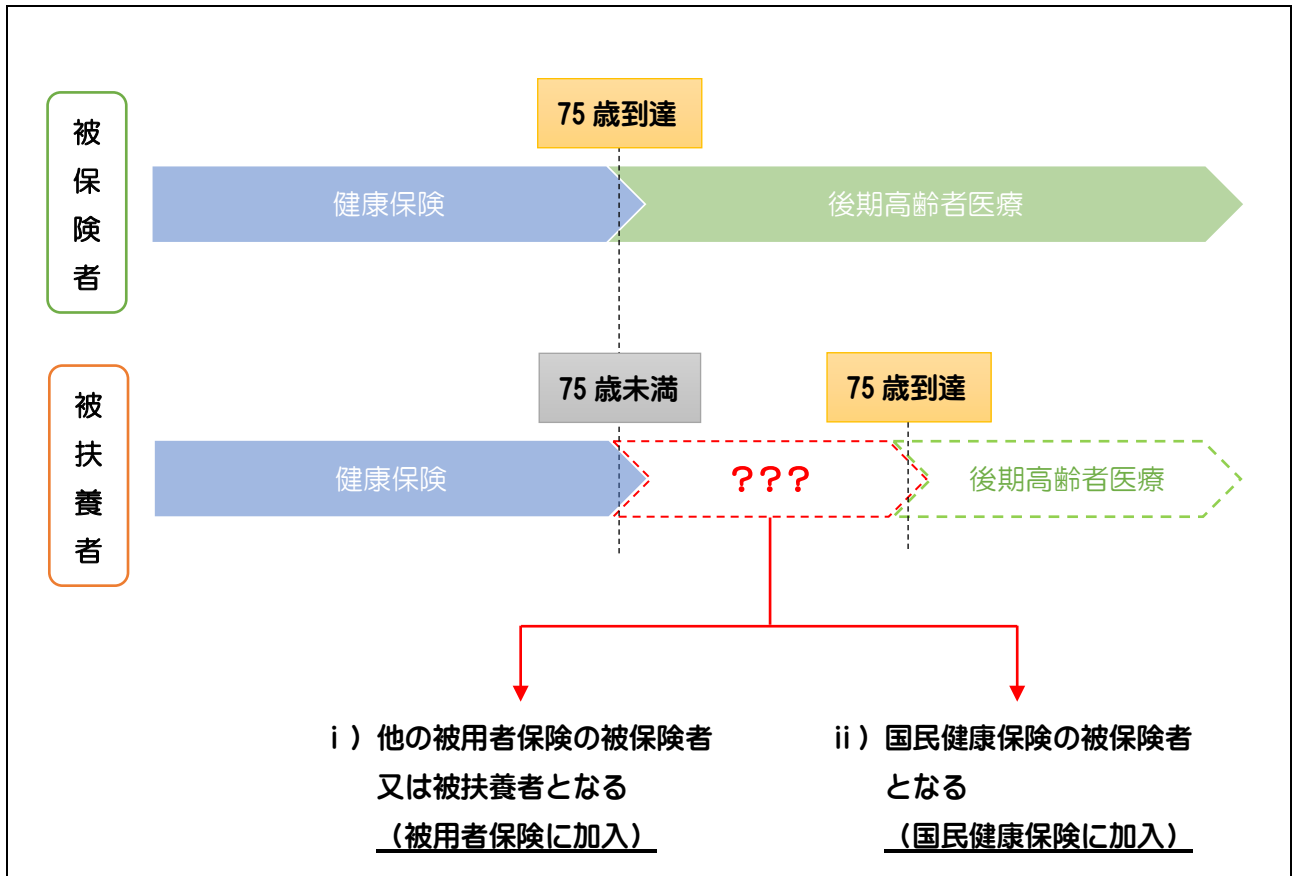 75 歳到達
被保険者
健康保険
後期高齢者医療
75 歳未満
75 歳到達
被扶養者
健康保険
???
後期高齢者医療
ⅰ）他の被用者保険の被保険者
又は被扶養者となる
（被用者保険に加入）
ⅱ）国民健康保険の被保険者
となる
（国民健康保険に加入）